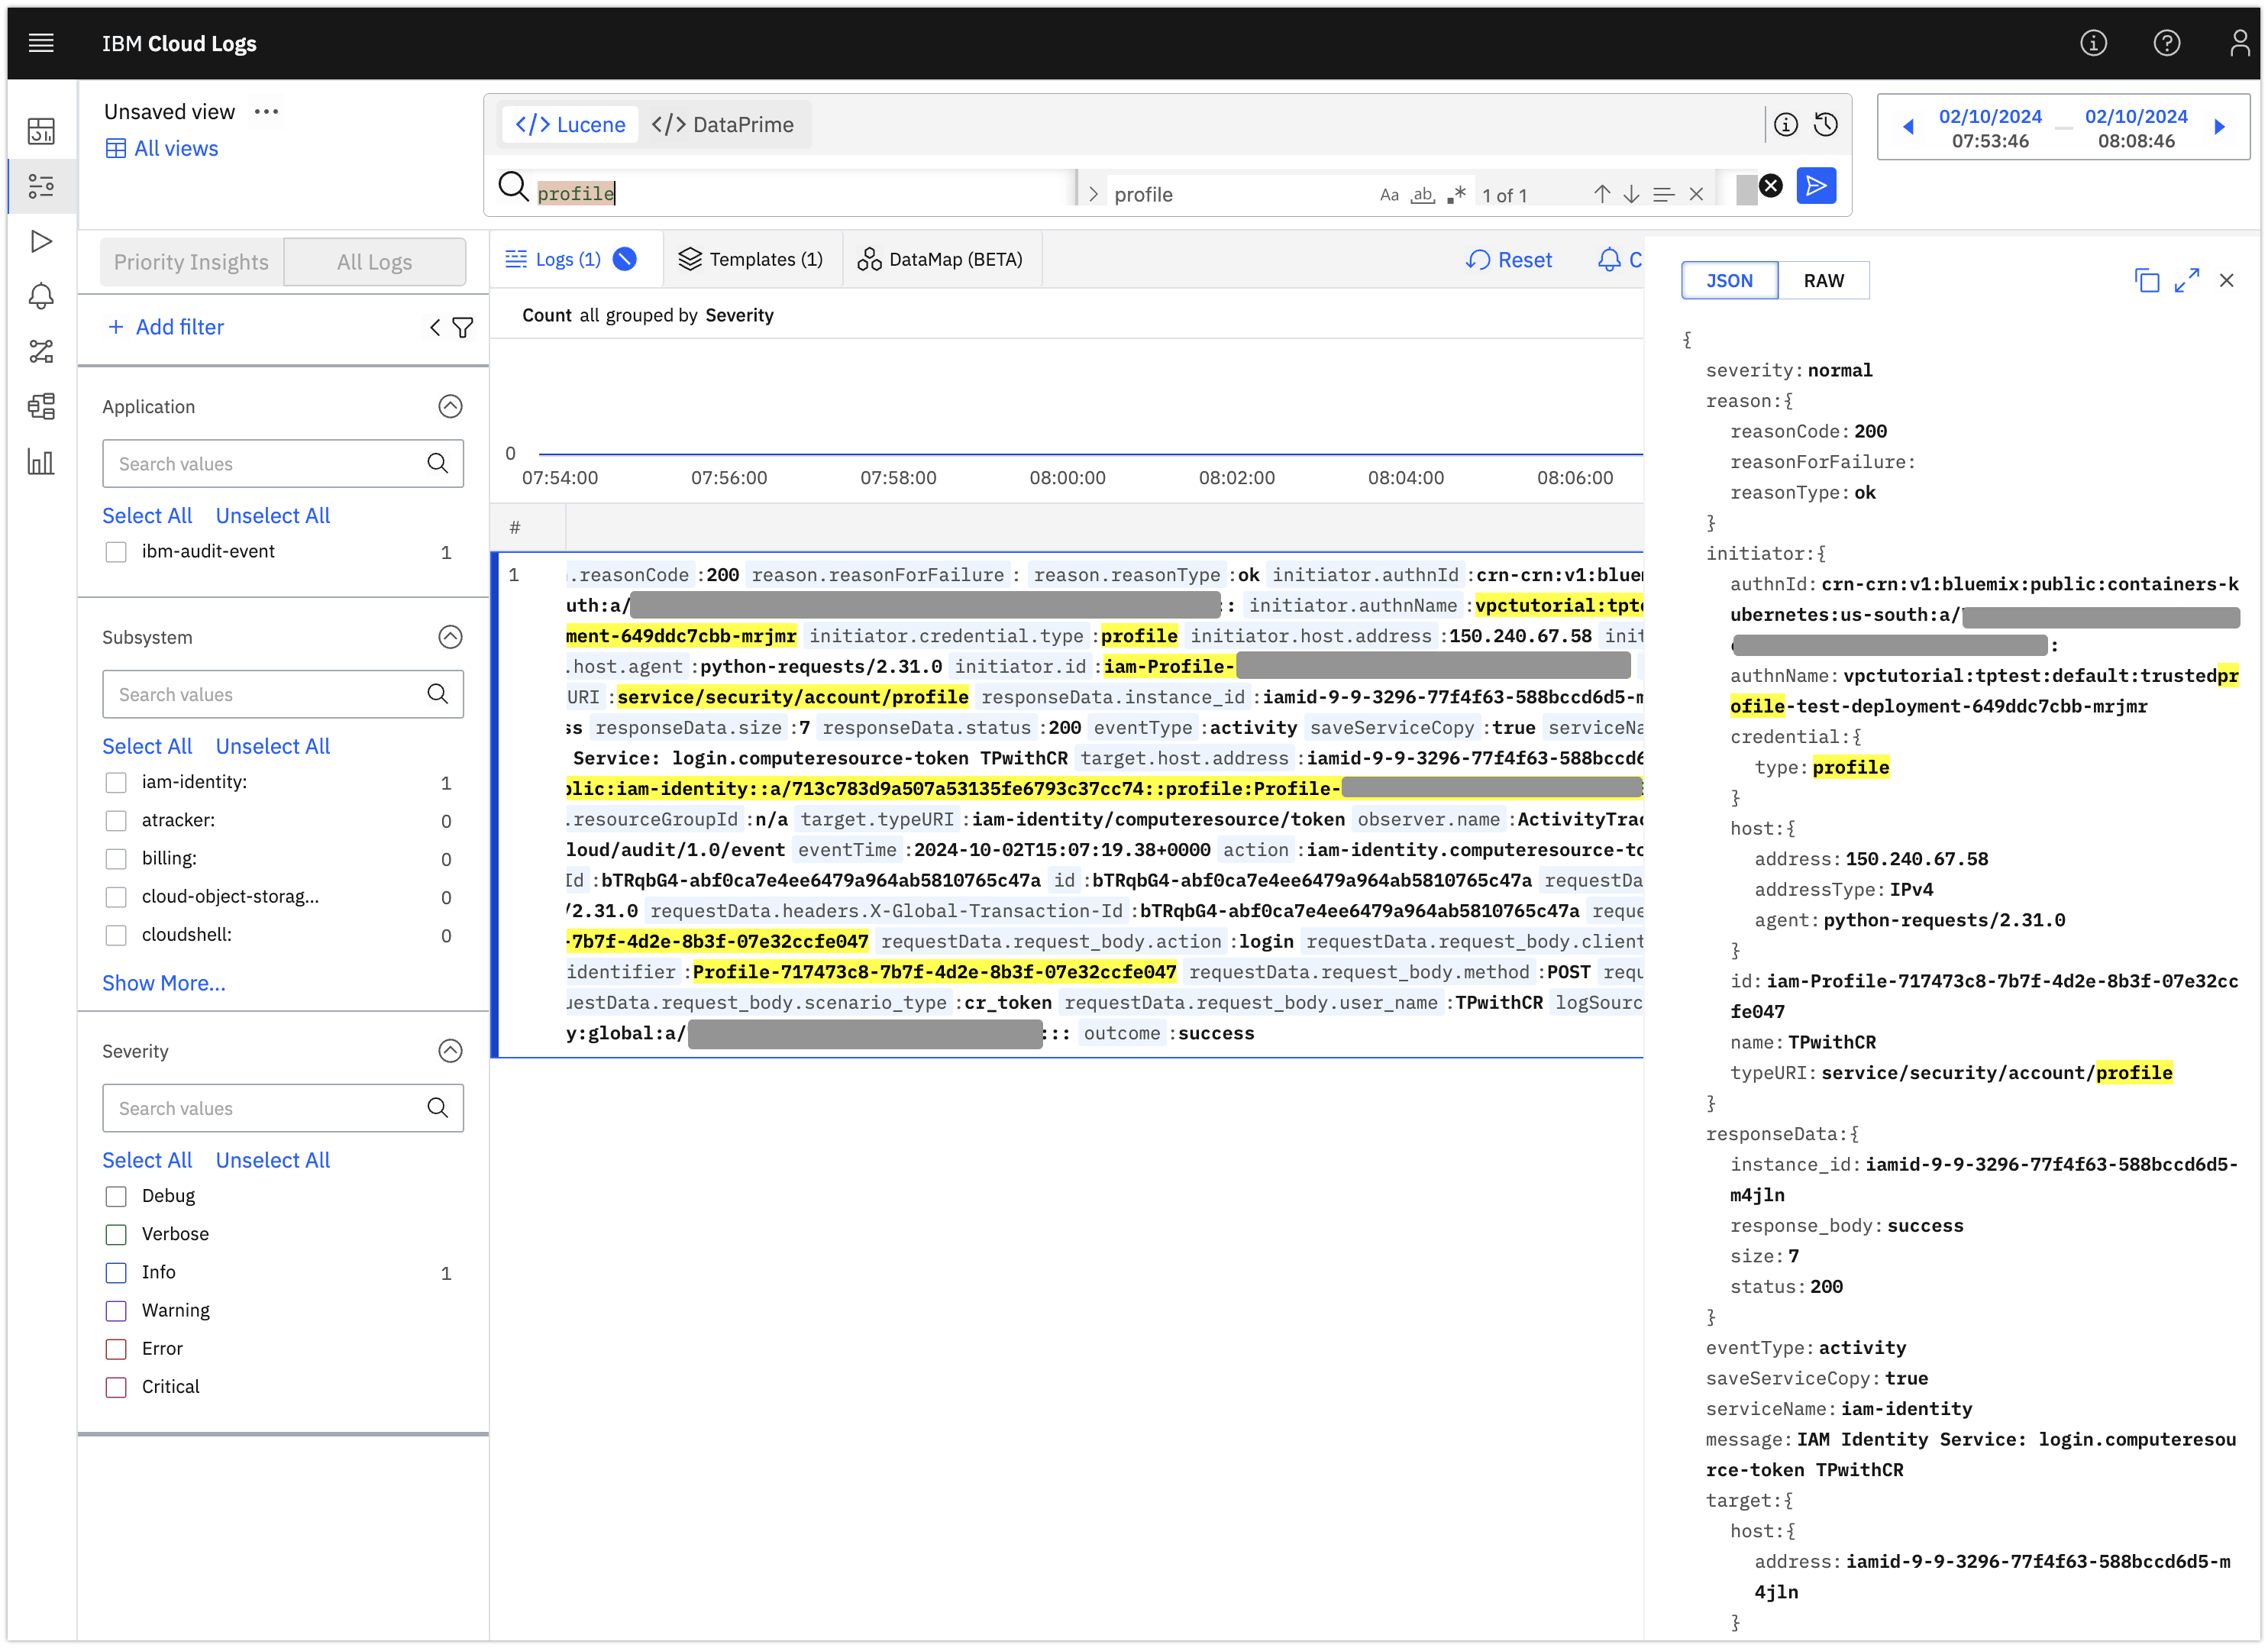 IBM Cloud Logs
Unsaved view ...
All views
</> Lucene </> DataPrime
profile
profile Aa ab .* 1 of 1
02/10/2024 — 02/10/2024
07:53:46 08:08:46
Priority Insights All Logs
+ Add filter
Application
Search values
Select All Unselect All
ibm-audit-event 1
Subsystem
Search values
Select All Unselect All
iam-identity: 1
atracker: 0
billing: 0
cloud-object-storag... 0
cloudshell: 0
Show More...
Severity
Search values
Select All Unselect All
Debug
Verbose
Info 1
Warning
Error
Critical
Logs (1) Templates (1) DataMap (BETA) Reset C
Count all grouped by Severity
0
07:54:00 07:56:00 07:58:00 08:00:00 08:02:00 08:04:00 08:06:00
#
1
.reasonCode :200 reason.reasonForFailure : reason.reasonType :ok initiator.authnId :crn-crn:v1:bluem
uth:a/ : initiator.authnName :vpctutorial:tpte
ment-649ddc7cbb-mrjmr initiator.credential.type :profile initiator.host.address :150.240.67.58 init
.host.agent :python-requests/2.31.0 initiator.id :iam-Profile-
URI :service/security/account/profile responseData.instance_id :iamid-9-9-3296-77f4f63-588bccd6d5-m
ss responseData.size :7 responseData.status :200 eventType :activity saveServiceCopy :true serviceNa
Service: login.computeresource-token TPwithCR target.host.address :iamid-9-9-3296-77f4f63-588bccd6
blic:iam-identity::a/713c783d9a507a53135fe6793c37cc74::profile:Profile-
.resourceGroupId :n/a target.typeURI :iam-identity/computeresource/token observer.name :ActivityTrac
loud/audit/1.0/event eventTime :2024-10-02T15:07:19.38+0000 action :iam-identity.computeresource-to
Id :bTRqbG4-abf0ca7e4ee6479a964ab5810765c47a id :bTRqbG4-abf0ca7e4ee6479a964ab5810765c47a requestDa
/2.31.0 requestData.headers.X-Global-Transaction-Id :bTRqbG4-abf0ca7e4ee6479a964ab5810765c47a reque
-7b7f-4d2e-8b3f-07e32ccfe047 requestData.request_body.action :login requestData.request_body.client
identifier :Profile-717473c8-7b7f-4d2e-8b3f-07e32ccfe047 requestData.request_body.method :POST requ
uestData.request_body.scenario_type :cr_token requestData.request_body.user_name :TPwithCR logSourc
y:global:a/ ::: outcome :success
JSON RAW
{
severity: normal
reason:{
reasonCode: 200
reasonForFailure:
reasonType: ok
}
initiator:{
authnId: crn-crn:v1:bluemix:public:containers-k
ubernetes:us-south:a/
:
authnName: vpctutorial:tptest:default:trustedpr
ofile-test-deployment-649ddc7cbb-mrjmr
credential:{
type: profile
}
host:{
address: 150.240.67.58
addressType: IPv4
agent: python-requests/2.31.0
}
id: iam-Profile-717473c8-7b7f-4d2e-8b3f-07e32cc
fe047
name: TPwithCR
typeURI: service/security/account/profile
}
responseData:{
instance_id: iamid-9-9-3296-77f4f63-588bccd6d5-
m4jln
response_body: success
size: 7
status: 200
}
eventType: activity
saveServiceCopy: true
serviceName: iam-identity
message: IAM Identity Service: login.computeresou
rce-token TPwithCR
target:{
host:{
address: iamid-9-9-3296-77f4f63-588bccd6d5-m
4jln
}